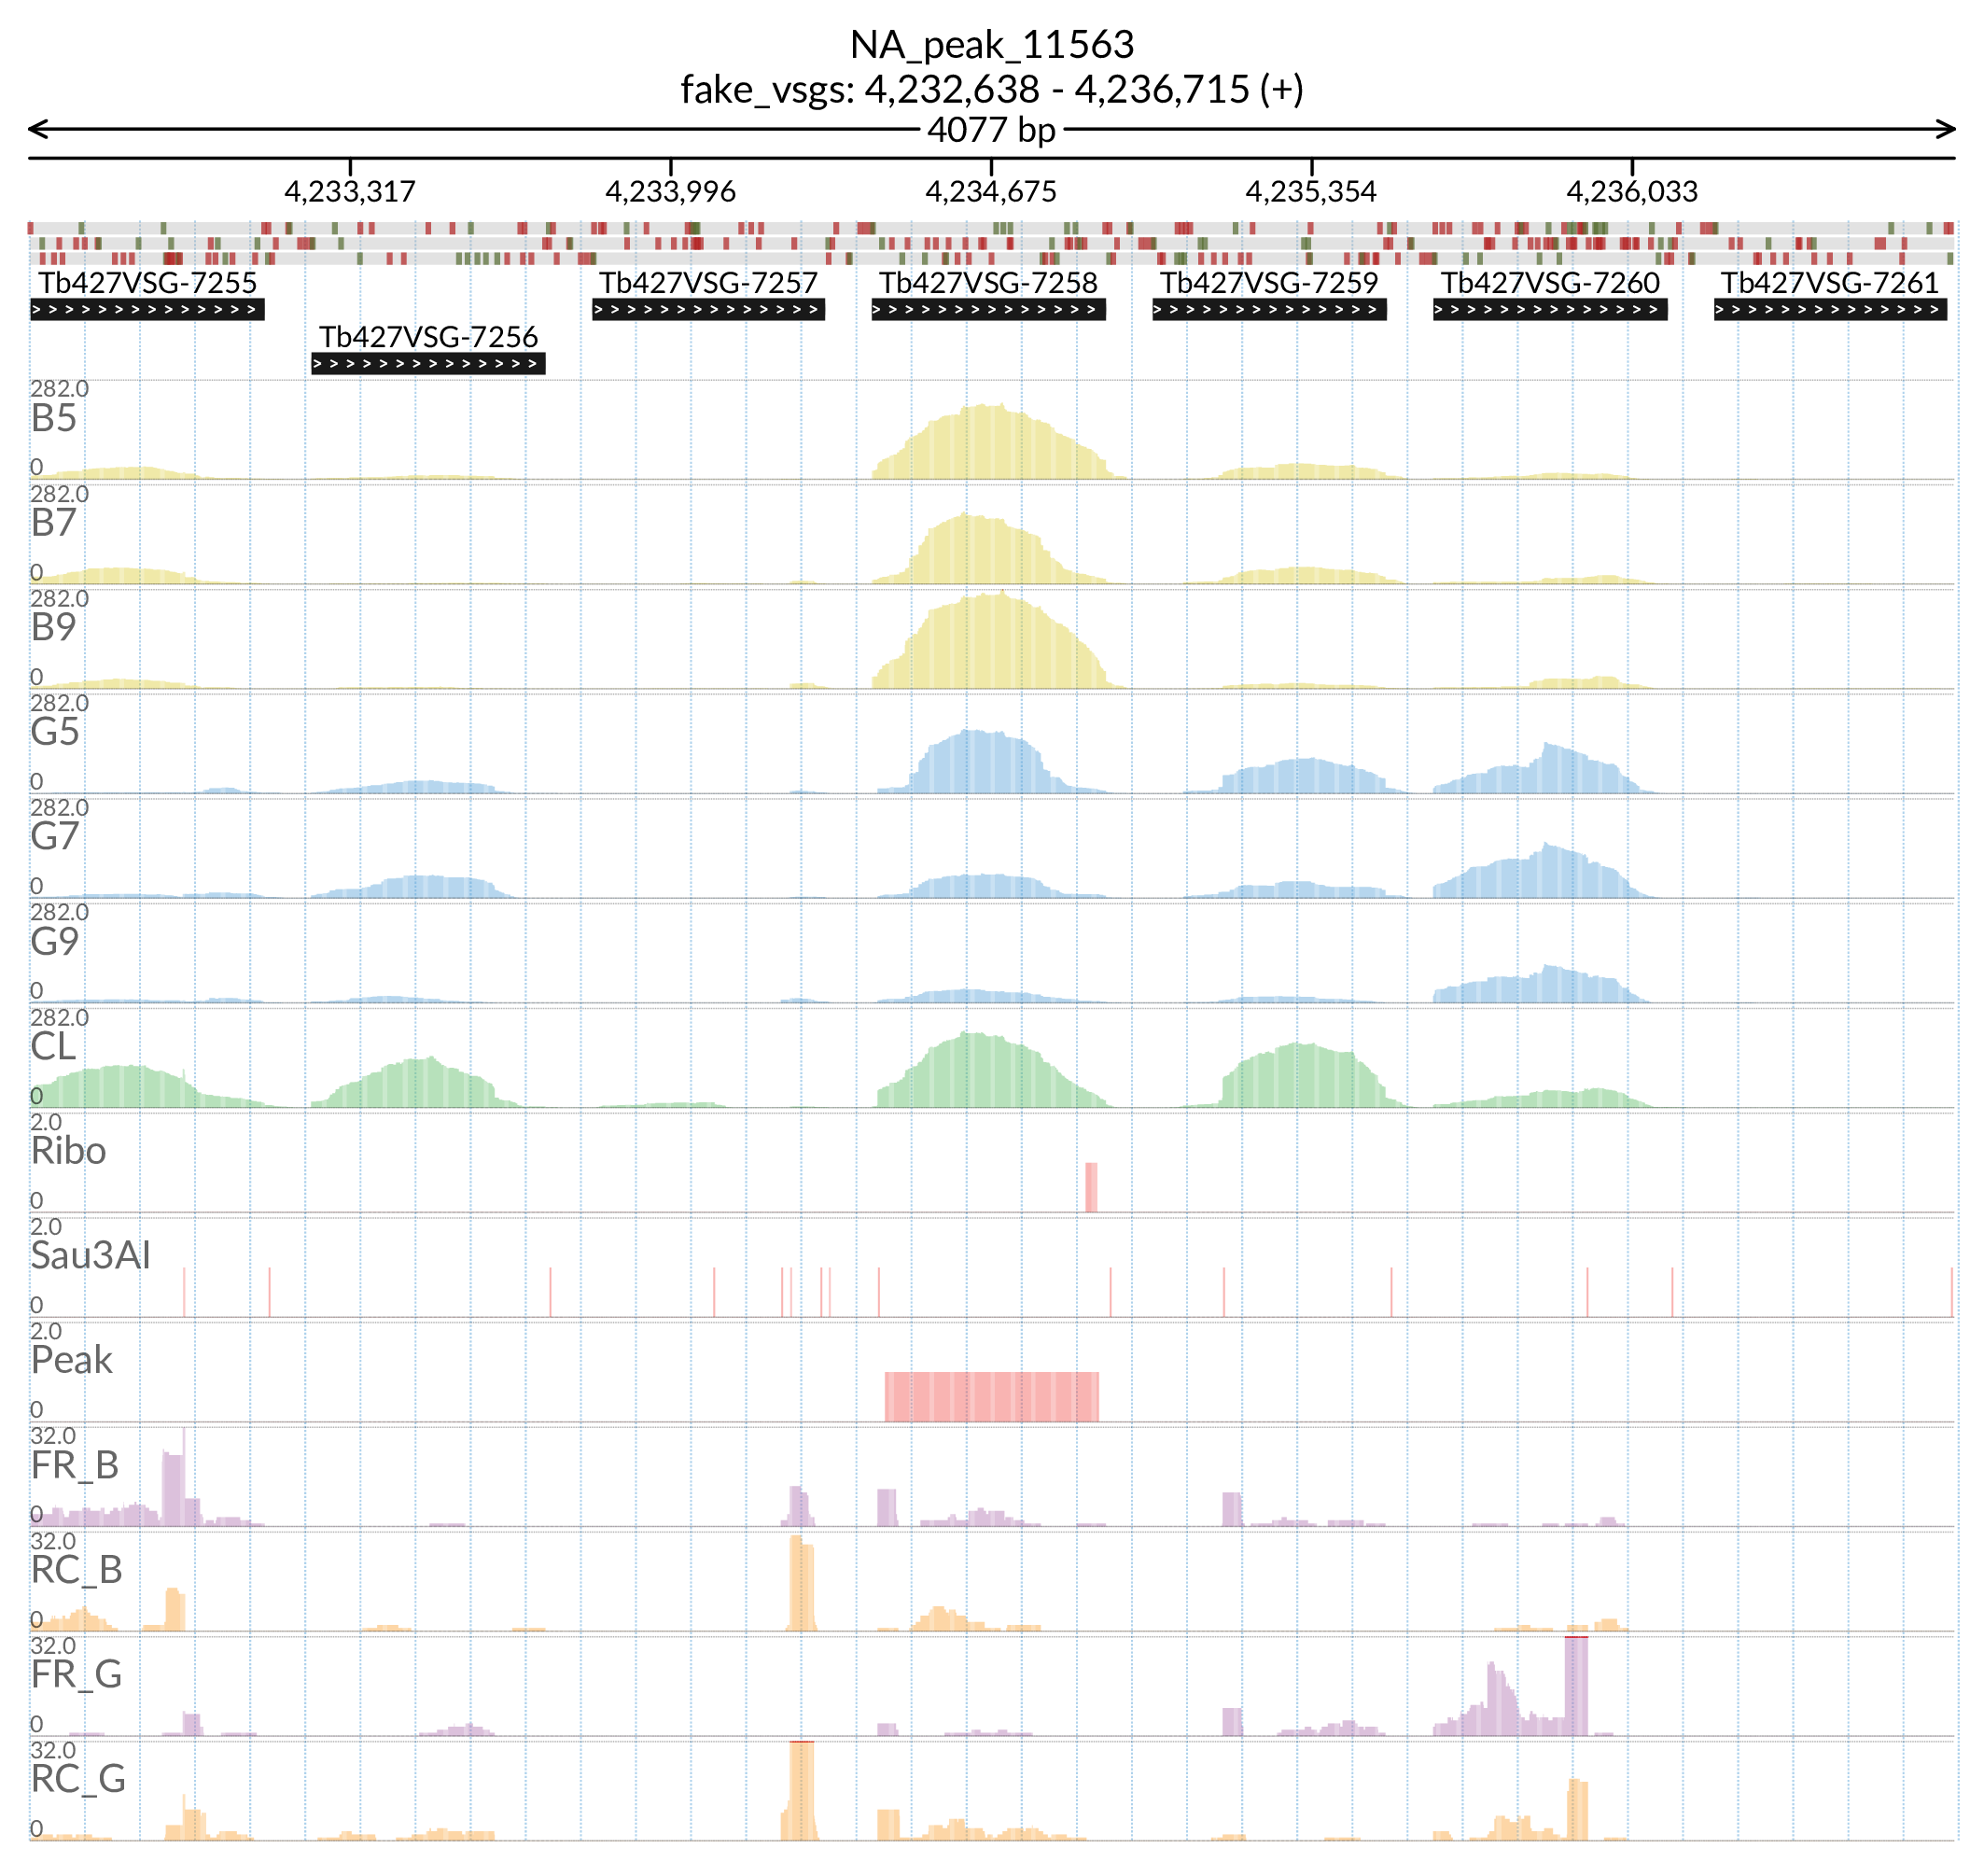 NA_peak_11563
fake_vsgs: 4,232,638 - 4,236,715 (+)
4077 bp
4,233,317 4,233,996 4,234,675 4,235,354 4,236,033
Tb427VSG-7255 Tb427VSG-7257 Tb427VSG-7258 Tb427VSG-7259 Tb427VSG-7260 Tb427VSG-7261
Tb427VSG-7256
282.0
B5
0
282.0
B7
0
282.0
B9
0
282.0
G5
0
282.0
G7
0
282.0
G9
0
282.0
CL
0
2.0
Ribo
0
2.0
Sau3AI
0
2.0
Peak
0
32.0
FR_B
0
32.0
RC_B
0
32.0
FR_G
0
32.0
RC_G
0